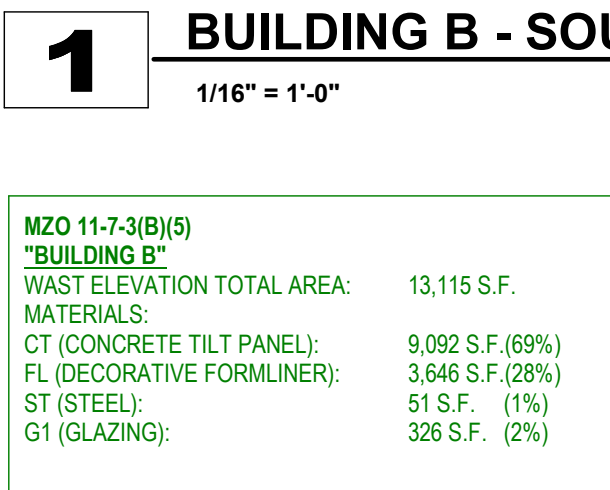 1
BUILDING B - SOU
1/16" = 1'-0"
MZO 11-7-3(B)(5)
"BUILDING B"
WAST ELEVATION TOTAL AREA: 13,115 S.F.
MATERIALS:
CT (CONCRETE TILT PANEL): 9,092 S.F.(69%)
FL (DECORATIVE FORMLINER): 3,646 S.F.(28%)
ST (STEEL): 51 S.F. (1%)
G1 (GLAZING): 326 S.F. (2%)